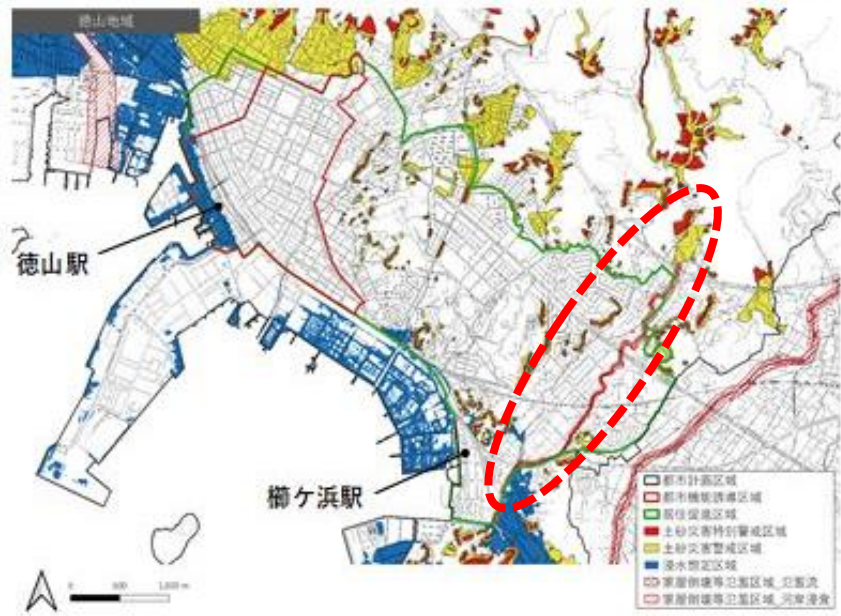 徳山地域
徳山駅
櫛ケ浜駅
都市計画区域
都市機能誘導区域
居住促進区域
土砂災害特別警戒区域
土砂災害警戒区域
浸水想定区域
家屋倒壊等氾濫区域_氾濫流
家屋倒壊等氾濫区域_河岸浸食
0 500 1,000 m